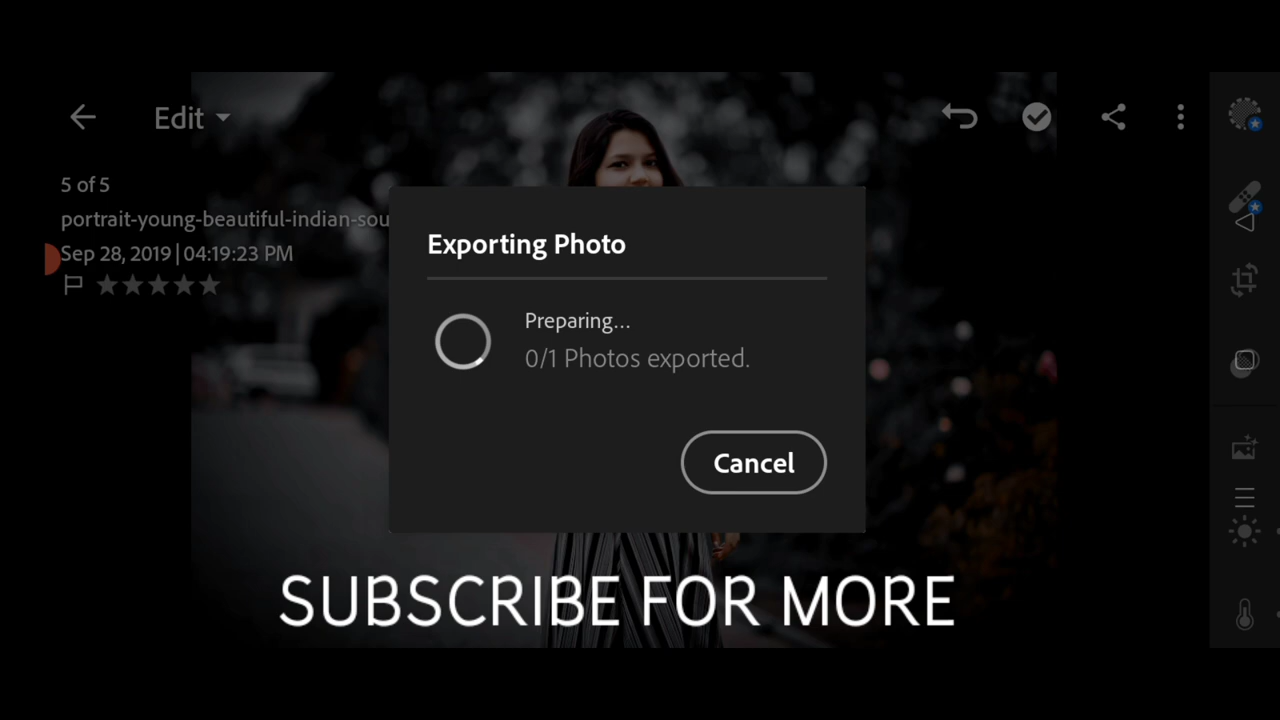 Edit
5 of 5
portrait-young-beautiful-indian-sou
Sep 28, 2019 | 04:19:23 PM
Exporting Photo
Preparing...
0/1 Photos exported.
Cancel
SUBSCRIBE FOR MORE